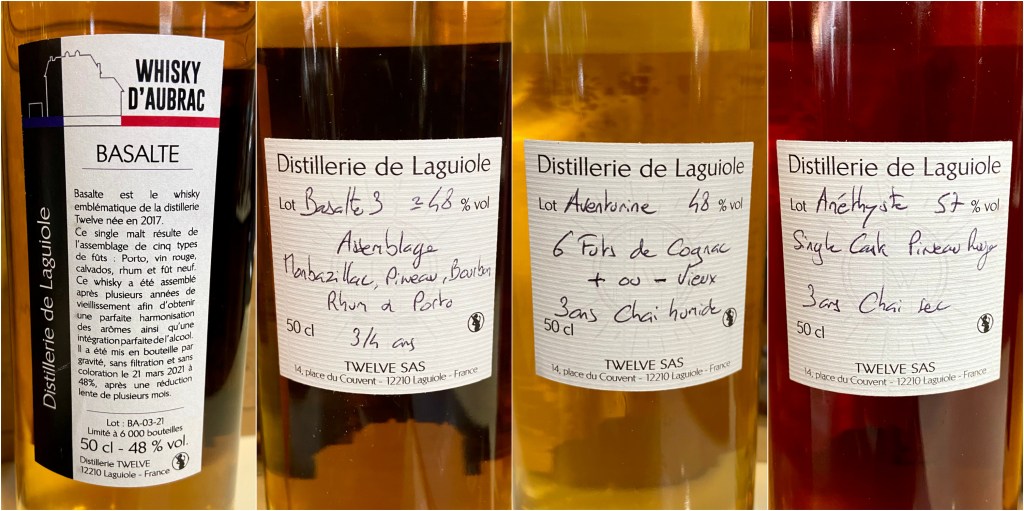 WHISKY
D'AUBRAC
BASALTE
Distillerie de Laguiole
Basalte est le whisky
emblématique de la distillerie
Twelve née en 2017.
Ce single malt résulte de
l'assemblage de cinq types
de fûts : Porto, vin rouge,
calvados, rhum et fût neuf.
Ce whisky a été assemblé
après plusieurs années de
vieillissement afin d'obtenir
une parfaite harmonisation
des arômes ainsi qu'une
intégration parfaite de l'alcool.
Il a été mis en bouteille par
gravité, sans filtration et sans
coloration le 21 mars 2021 à
48%, après une réduction
lente de plusieurs mois.
Lot : BA-03-21
Limité à 6 000 bouteilles
50 cl - 48 % vol.
Distillerie TWELVE
12210 Laguiole - France
Distillerie de Laguiole
Lot Basalte 3 ≃48 % vol
Assemblage
Monbazillac, Pineau, Bourbon
Rhum & Porto
50 cl
3/4 ans
TWELVE SAS
14, place du Couvent - 12210 Laguiole - France
Distillerie de Laguiole
Lot Aventurine 48 % vol
6 Futs de Cognac
+ ou - vieux
3ans Chai humide
50 cl
TWELVE SAS
14, place du Couvent - 12210 Laguiole - France
Distillerie de Laguiole
Lot Améthyste 57 % vol
Single Cask Pineau Rouge
3ans Chai sec
50 cl
TWELVE SAS
14, place du Couvent - 12210 Laguiole - France